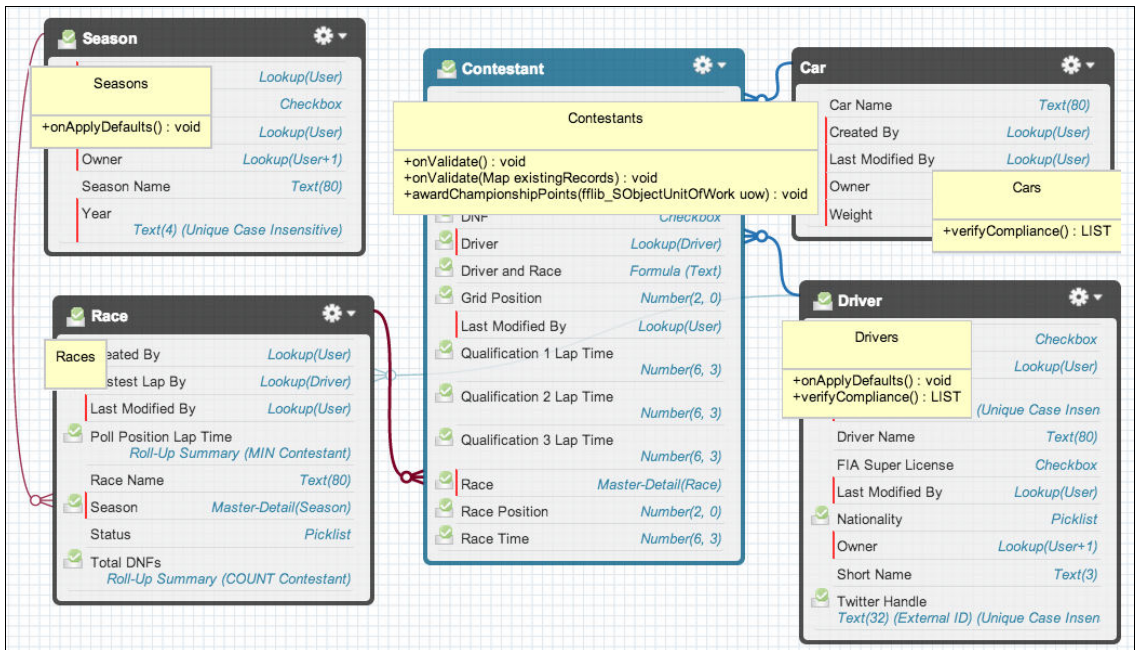 Season
Lookup(User)
Seasons
Checkbox
+onApplyDefaults() : void
Lookup(User)
Owner
Lookup(User+1)
Season Name
Text(80)
Year
Text(4) (Unique Case Insensitive)
Race
Races
eated By
Lookup(User)
stest Lap By
Lookup(Driver)
Last Modified By
Lookup(User)
Poll Position Lap Time
Roll-Up Summary (MIN Contestant)
Race Name
Text(80)
Season
Master-Detail(Season)
Status
Picklist
Total DNFs
Roll-Up Summary (COUNT Contestant)
Contestant
Contestants
+onValidate() : void
+onValidate(Map existingRecords) : void
+awardChampionshipPoints(fflib_SObjectUnitOfWork uow) : void
DNF
Checkbox
Driver
Lookup(Driver)
Driver and Race
Formula (Text)
Grid Position
Number(2, 0)
Last Modified By
Lookup(User)
Qualification 1 Lap Time
Number(6, 3)
Qualification 2 Lap Time
Number(6, 3)
Qualification 3 Lap Time
Number(6, 3)
Race
Master-Detail(Race)
Race Position
Number(2, 0)
Race Time
Number(6, 3)
Car
Car Name
Text(80)
Created By
Lookup(User)
Last Modified By
Lookup(User)
Owner
Weight
Cars
+verifyCompliance() : LIST
Driver
Drivers
Checkbox
Lookup(User)
+onApplyDefaults() : void
+verifyCompliance() : LIST
(Unique Case Insen
Driver Name
Text(80)
FIA Super License
Checkbox
Last Modified By
Lookup(User)
Nationality
Picklist
Owner
Lookup(User+1)
Short Name
Text(3)
Twitter Handle
Text(32) (External ID) (Unique Case Insen